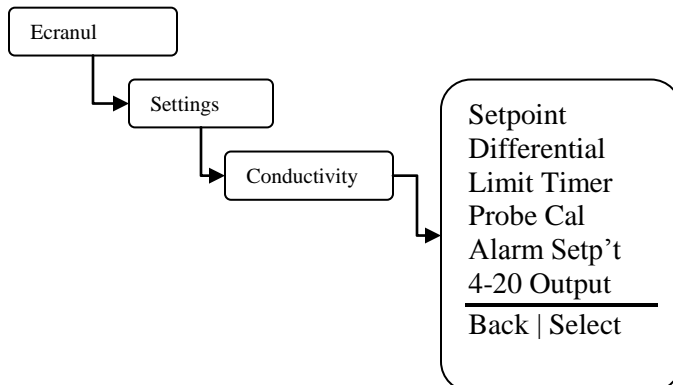 Ecranul
Settings
Conductivity
Setpoint
Differential
Limit Timer
Probe Cal
Alarm Setp’t
4-20 Output
Back | Select